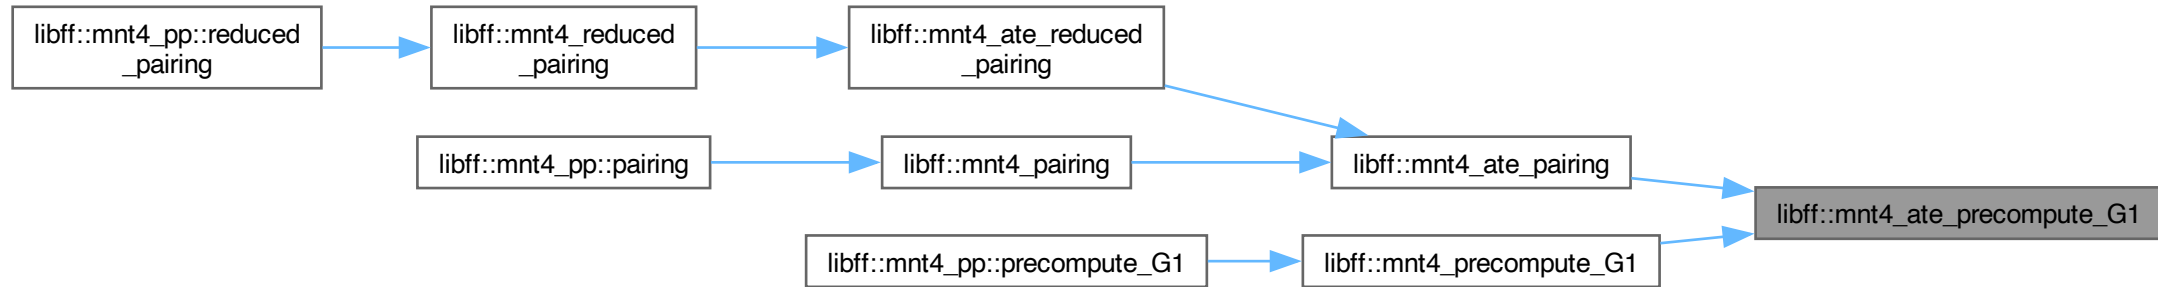 libff::mnt4_pp::reduced
_pairing
libff::mnt4_reduced
_pairing
libff::mnt4_ate_reduced
_pairing
libff::mnt4_pp::pairing
libff::mnt4_pairing
libff::mnt4_ate_pairing
libff::mnt4_ate_precompute_G1
libff::mnt4_pp::precompute_G1
libff::mnt4_precompute_G1